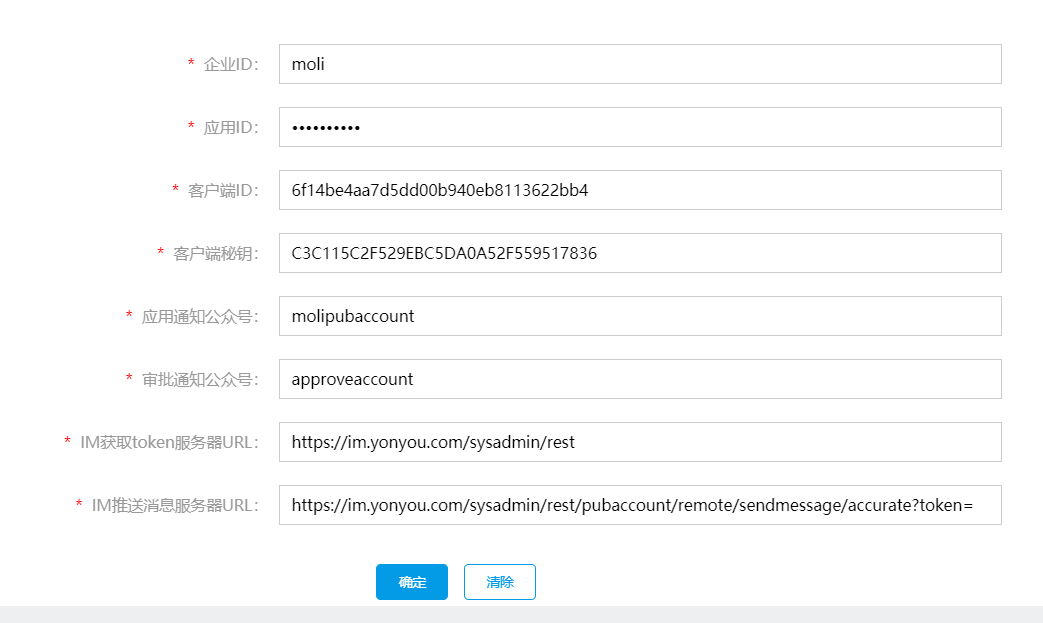 * 企业ID: moli
* 应用ID: ••••••••••
* 客户端ID: 6f14be4aa7d5dd00b940eb8113622bb4
* 客户端秘钥: C3C115C2F529EBC5DA0A52F559517836
* 应用通知公众号: molipubaccount
* 审批通知公众号: approveaccount
* IM获取token服务器URL: https://im.yonyou.com/sysadmin/rest
* IM推送消息服务器URL: https://im.yonyou.com/sysadmin/rest/pubaccount/remote/sendmessage/accurate?token=
确定 清除